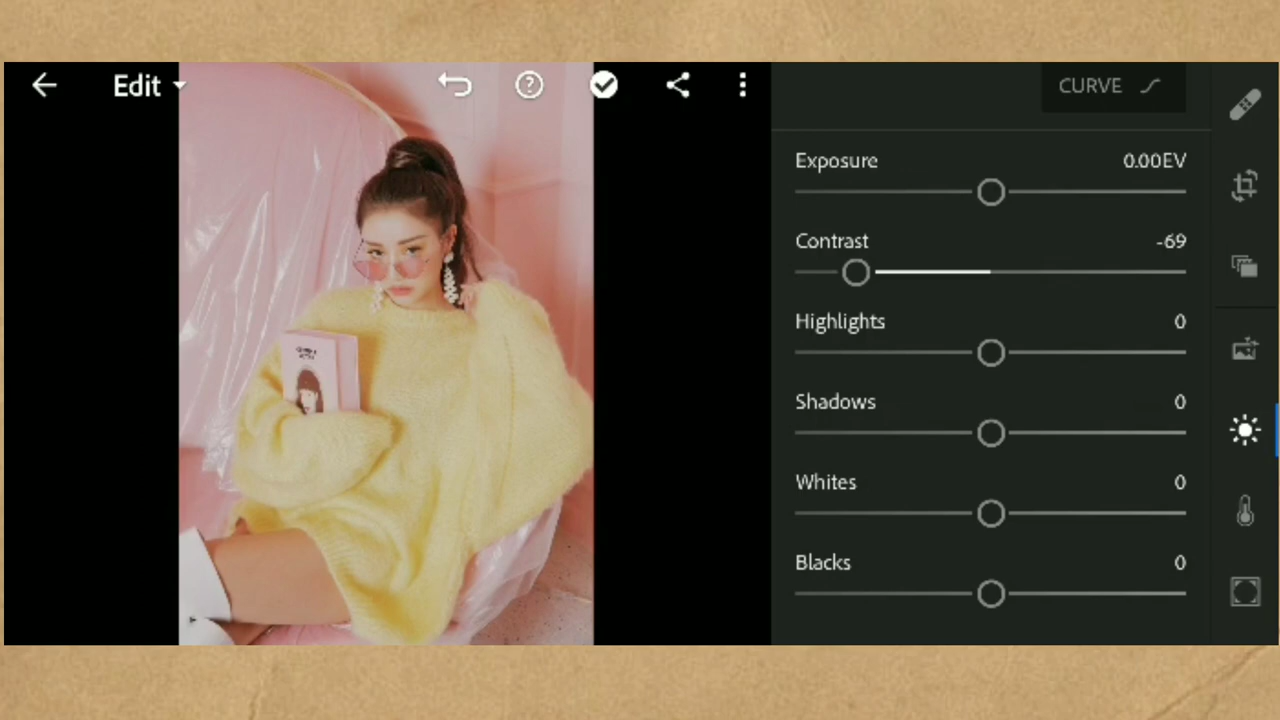 Edit
CURVE
Exposure 0.00EV
Contrast -69
Highlights 0
Shadows 0
Whites 0
Blacks 0